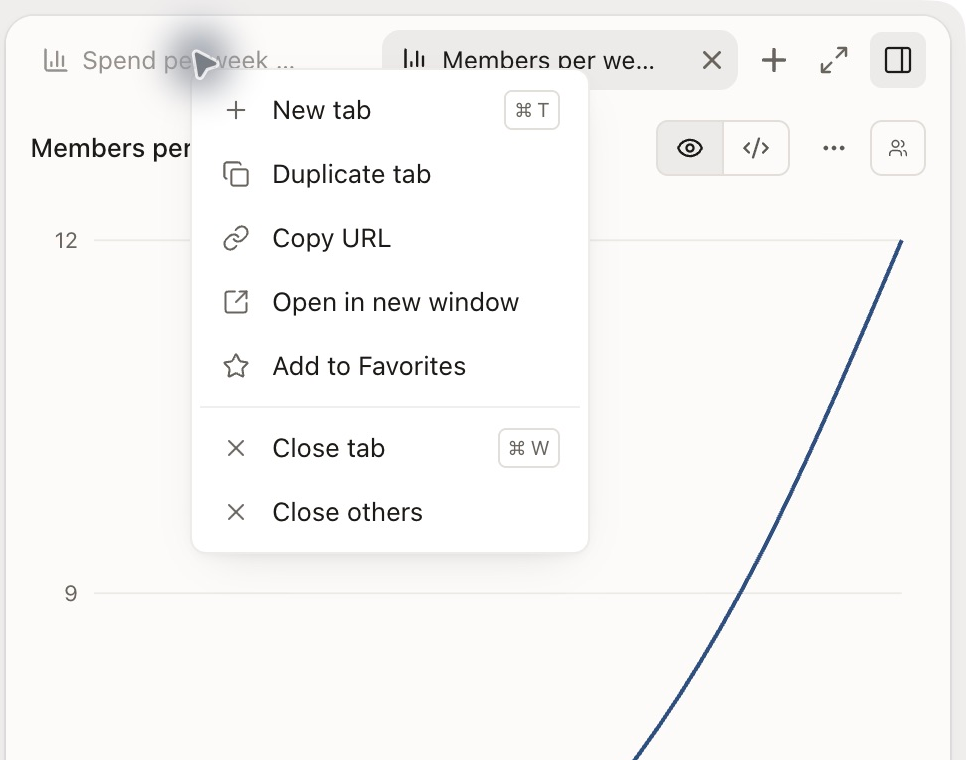 Spend per week ...
Members per we...
New tab
⌘ T
Members per
Duplicate tab
Copy URL
12
Open in new window
Add to Favorites
Close tab
⌘ W
Close others
9